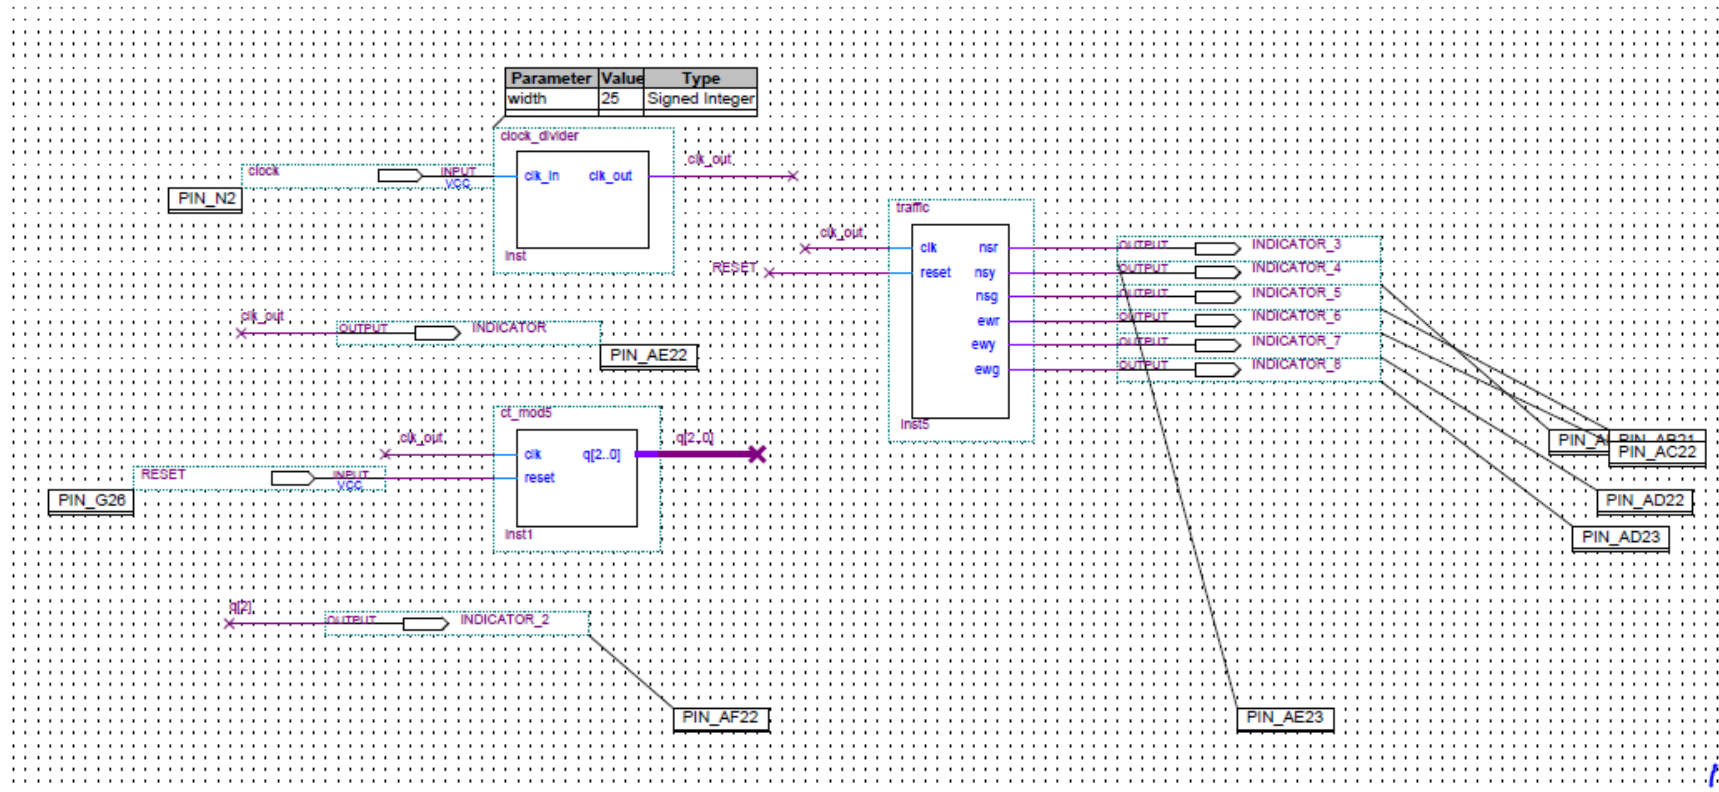 Parameter Value Type
width 25 Signed Integer
clock_divider
clock INPUT VCC
clk_in clk_out
clk_out
PIN_N2
inst
traffic
clk_out
RESET
clk nsr
reset nsy
nsg
ewr
ewy
ewg
inst5
OUTPUT INDICATOR_3
OUTPUT INDICATOR_4
OUTPUT INDICATOR_5
OUTPUT INDICATOR_6
OUTPUT INDICATOR_7
OUTPUT INDICATOR_8
clk_out
OUTPUT INDICATOR
PIN_AE22
ct_mod5
clk_out
q[2..0]
clk q[2..0]
RESET INPUT VCC
reset
PIN_G26
inst1
PIN_AB21
PIN_AC22
PIN_AD22
PIN_AD23
q[2]
OUTPUT INDICATOR_2
PIN_AF22
PIN_AE23